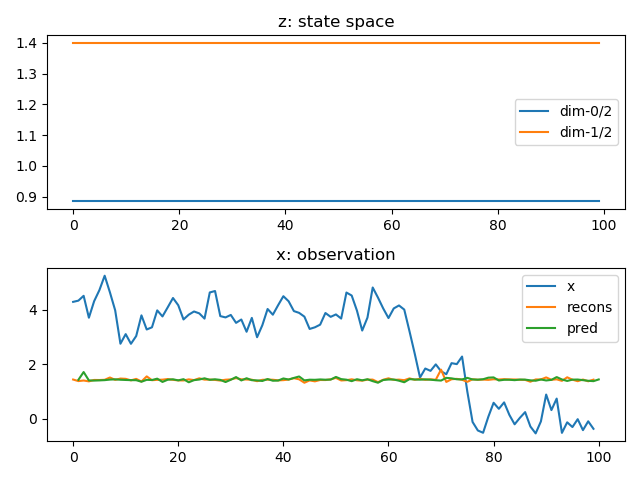 z: state space
1.4
1.3
1.2
1.1
1.0
0.9
dim-0/2
dim-1/2
0 20 40 60 80 100
x: observation
4
2
0
x
recons
pred
0 20 40 60 80 100